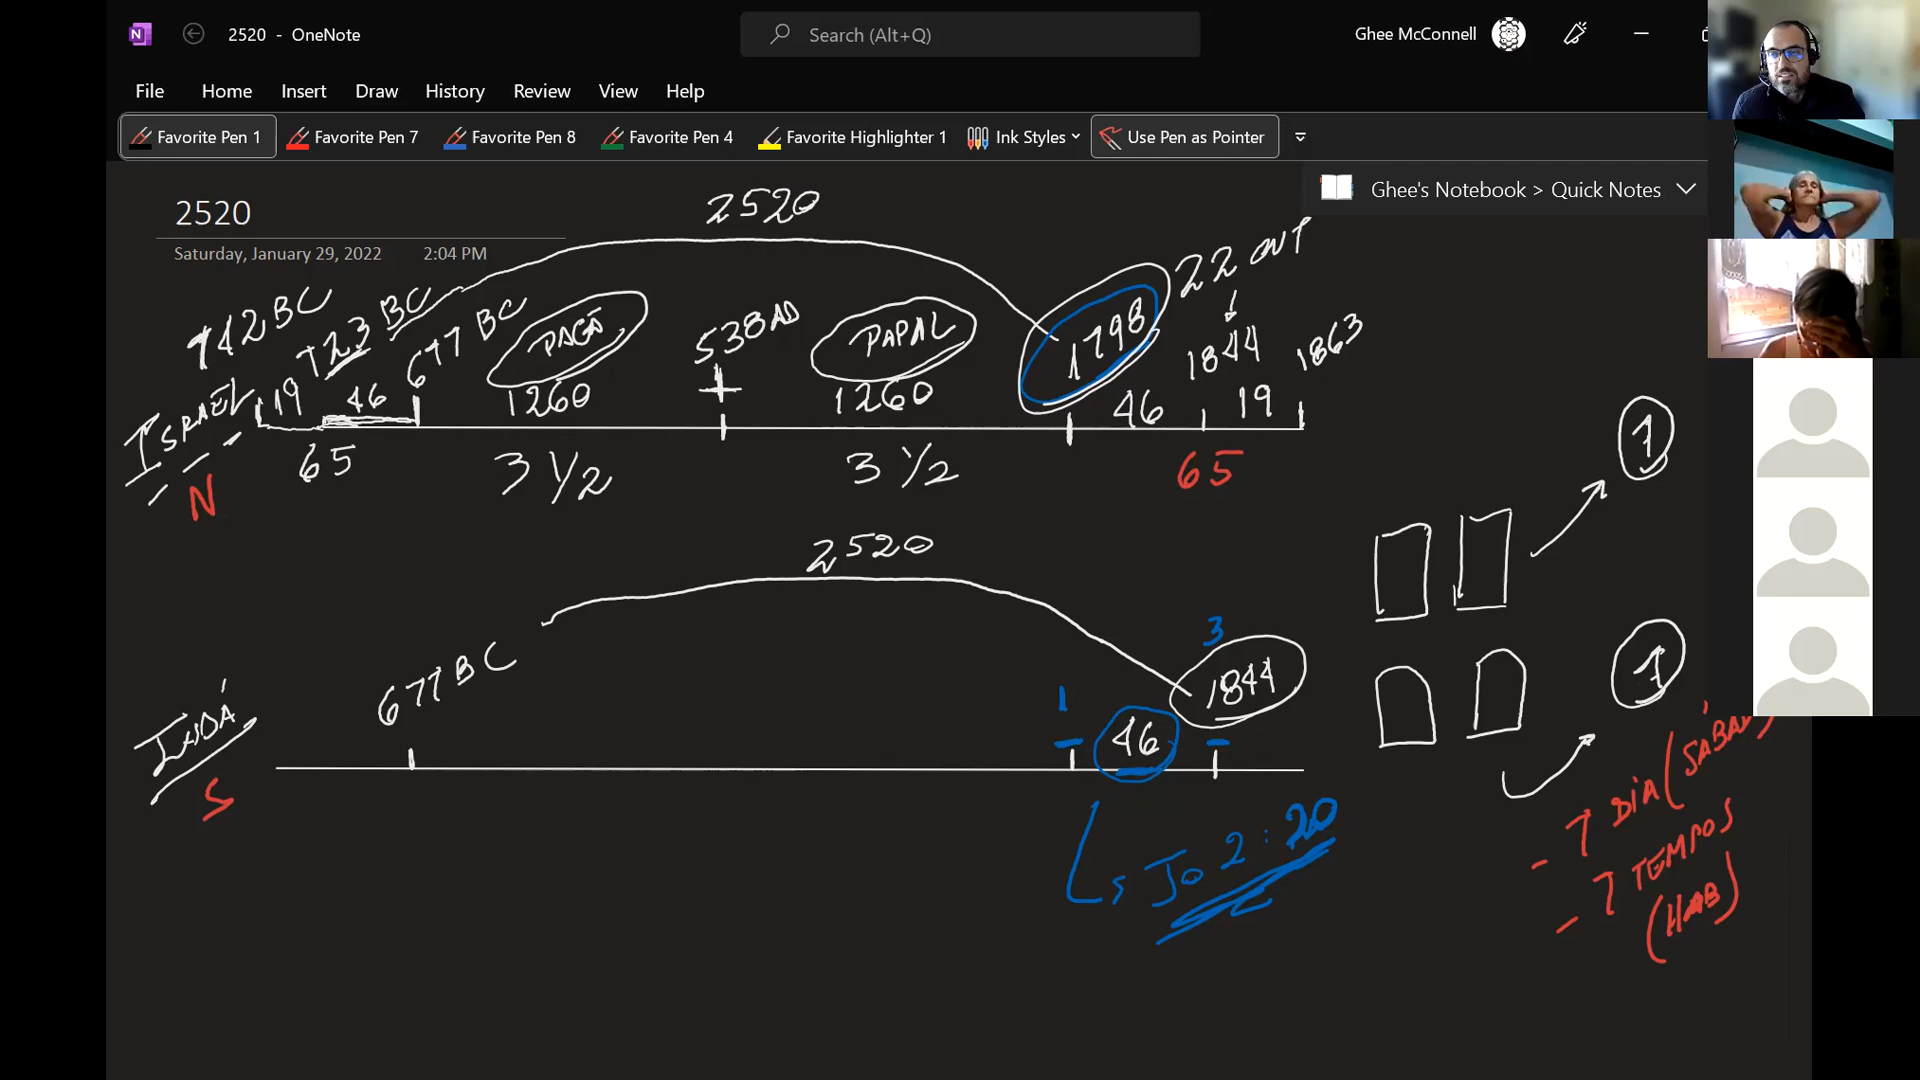 2520 - OneNote
Search (Alt+Q)
Ghee McConnell
File Home Insert Draw History Review View Help
Favorite Pen 1 Favorite Pen 7 Favorite Pen 8 Favorite Pen 4 Favorite Highlighter 1 Ink Styles Use Pen as Pointer
Ghee's Notebook > Quick Notes
2520
Saturday, January 29, 2022 2:04 PM
2520
22 OUT
742 BC 723 BC 677 BC PAGÃ 538 AD PAPAL 1798 1844 1863
ISRAEL 19 46 1260 1260 46 19
N 65 3 1/2 3 1/2 65
1
2520
677 BC 1 46 3 1844
JUDÁ
S
1
Jo 2:20
- 7 DIA (SÁBADO)
- 7 TEMPOS
(HAB)